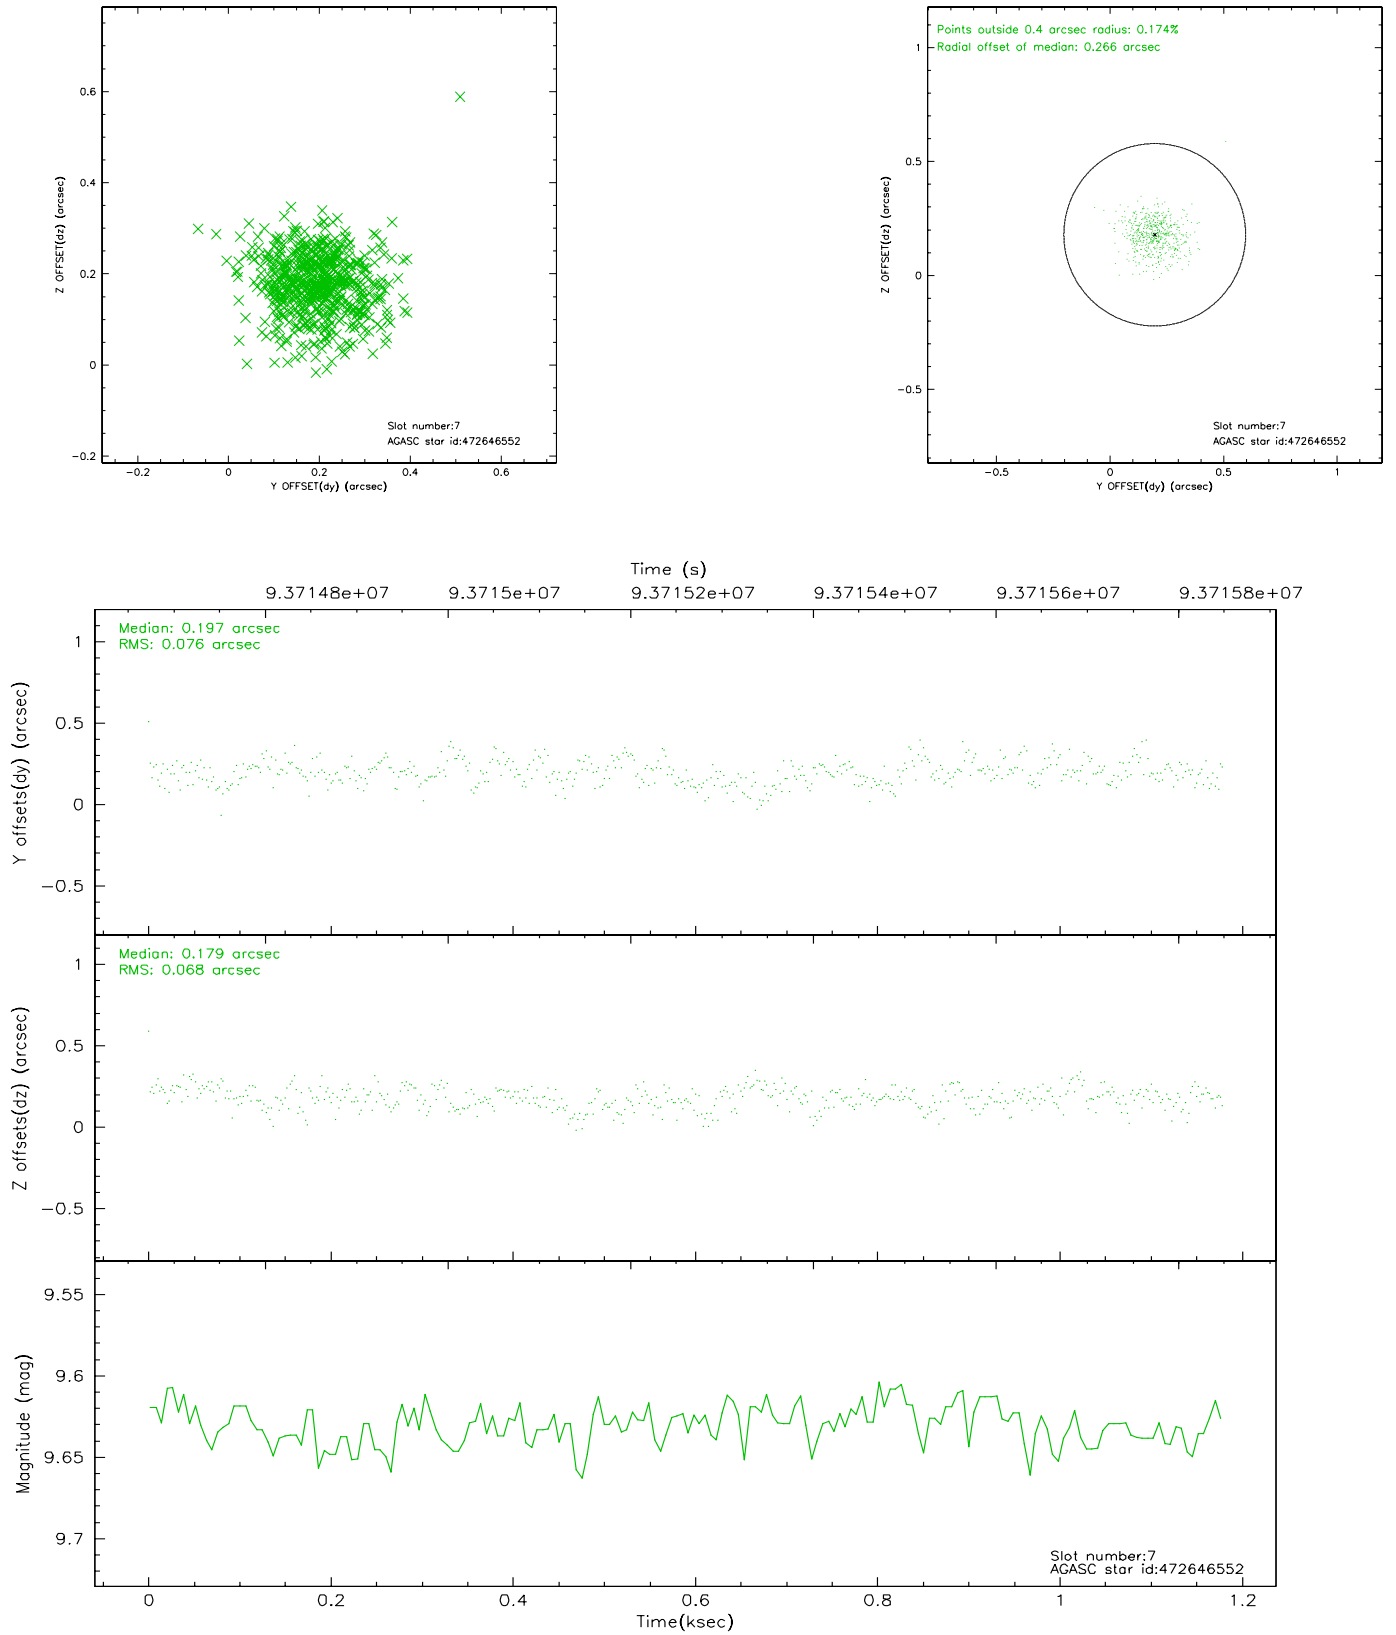 0.6
0.4
0.2
0
−0.2
Z OFFSET(dz) (arcsec)
Slot number:7
AGASC star id:472646552
−0.2 0 0.2 0.4 0.6
Y OFFSET(dy) (arcsec)
Points outside 0.4 arcsec radius: 0.174%
Radial offset of median: 0.266 arcsec
1
0.5
0
−0.5
Z OFFSET(dz) (arcsec)
Slot number:7
AGASC star id:472646552
−0.5 0 0.5 1
Y OFFSET(dy) (arcsec)
Time (s)
9.37148e+07 9.3715e+07 9.37152e+07 9.37154e+07 9.37156e+07 9.37158e+07
Median: 0.197 arcsec
RMS: 0.076 arcsec
1
0.5
0
−0.5
Y offsets(dy) (arcsec)
Median: 0.179 arcsec
RMS: 0.068 arcsec
1
0.5
0
−0.5
Z offsets(dz) (arcsec)
9.55
9.6
9.65
9.7
Magnitude (mag)
Slot number:7
AGASC star id:472646552
0 0.2 0.4 0.6 0.8 1 1.2
Time(ksec)